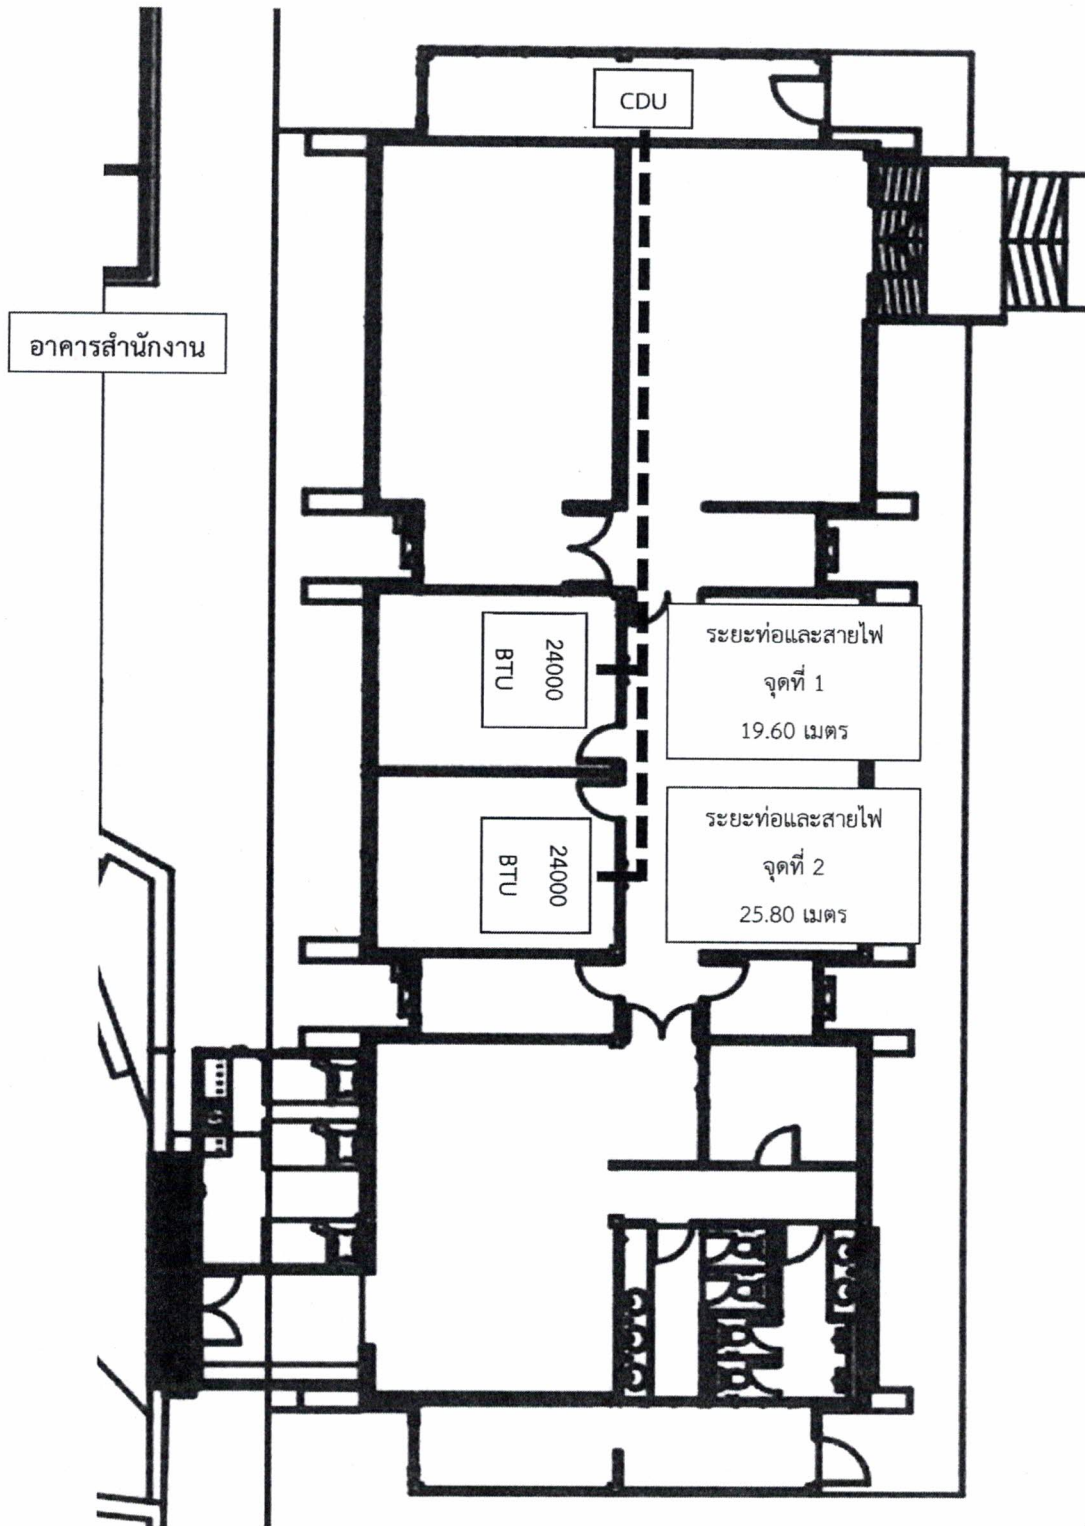 CDU
อาคารสำนักงาน
24000
BTU
ระยะท่อและสายไฟ
จุดที่ 1
19.60 เมตร
24000
BTU
ระยะท่อและสายไฟ
จุดที่ 2
25.80 เมตร